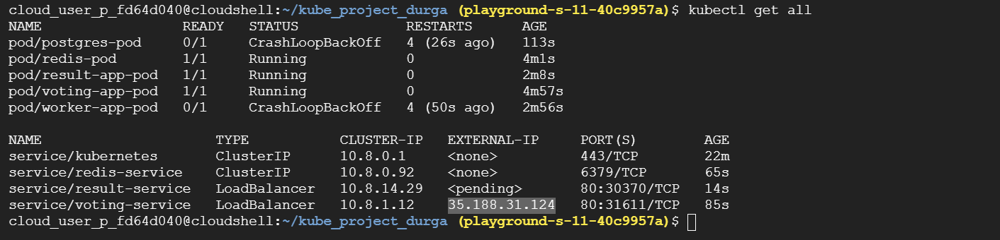 cloud_user_p_fd64d040@cloudshell:~/kube_project_durga (playground-s-11-40c9957a)$ kubectl get all
NAME                 READY   STATUS             RESTARTS      AGE
pod/postgres-pod     0/1     CrashLoopBackOff   4 (26s ago)   113s
pod/redis-pod        1/1     Running            0             4m1s
pod/result-app-pod   1/1     Running            0             2m8s
pod/voting-app-pod   1/1     Running            0             4m57s
pod/worker-app-pod   0/1     CrashLoopBackOff   4 (50s ago)   2m56s

NAME                     TYPE           CLUSTER-IP    EXTERNAL-IP     PORT(S)        AGE
service/kubernetes       ClusterIP      10.8.0.1      <none>          443/TCP        22m
service/redis-service    ClusterIP      10.8.0.92     <none>          6379/TCP       65s
service/result-service   LoadBalancer   10.8.14.29    <pending>       80:30370/TCP   14s
service/voting-service   LoadBalancer   10.8.1.12     35.188.31.124   80:31611/TCP   85s
cloud_user_p_fd64d040@cloudshell:~/kube_project_durga (playground-s-11-40c9957a)$